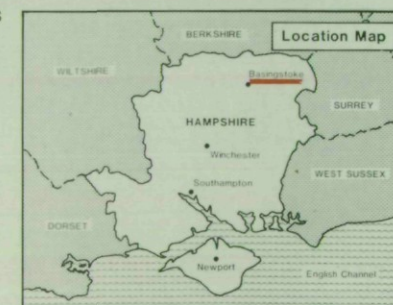 BERKSHIRE
Location Map
WILTSHIRE
Basingstoke
SURREY
HAMPSHIRE
Winchester
WEST SUSSEX
Southampton
DORSET
Newport
English Channel